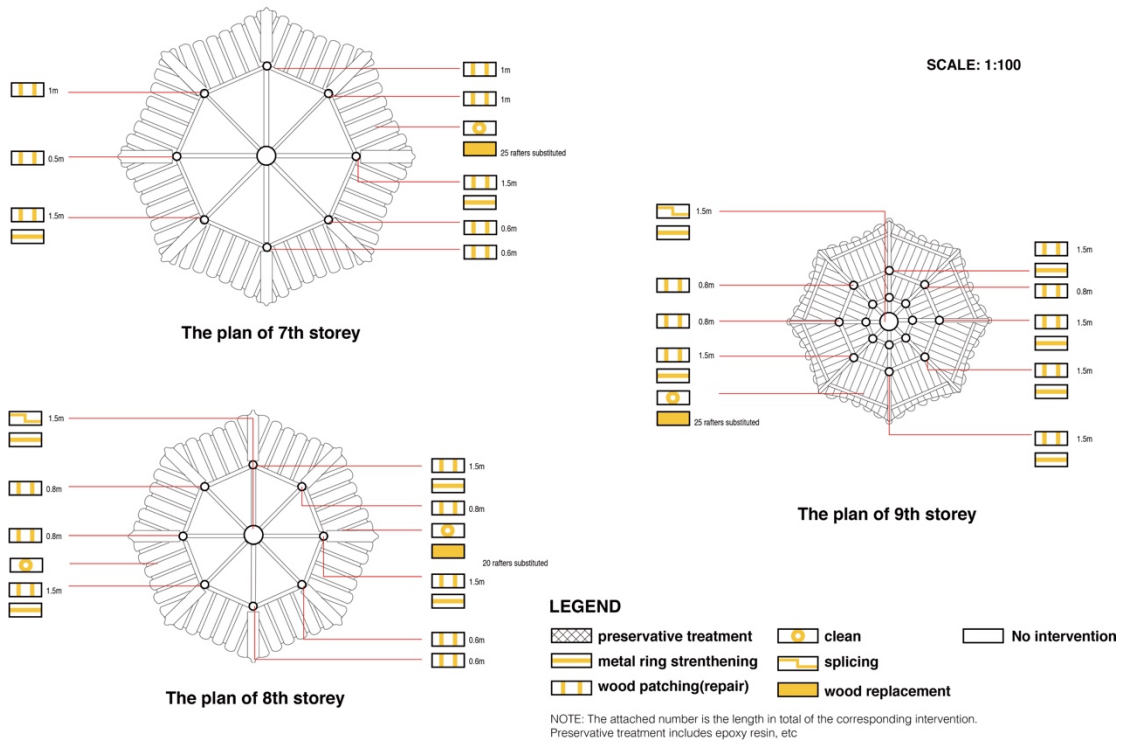 SCALE: 1:100
1m
0.5m
1.5m
1m
1m
25 rafters substituted
1.5m
0.6m
0.6m
The plan of 7th storey
1.5m
0.8m
0.8m
1.5m
1.5m
0.8m
20 rafters substituted
1.5m
0.6m
0.6m
The plan of 8th storey
1.5m
0.8m
0.8m
1.5m
25 rafters substituted
1.5m
0.8m
1.5m
1.5m
1.5m
The plan of 9th storey
LEGEND
preservative treatment
clean
No intervention
metal ring strenthening
splicing
wood patching(repair)
wood replacement
NOTE: The attached number is the length in total of the corresponding intervention.
Preservative treatment includes epoxy resin, etc